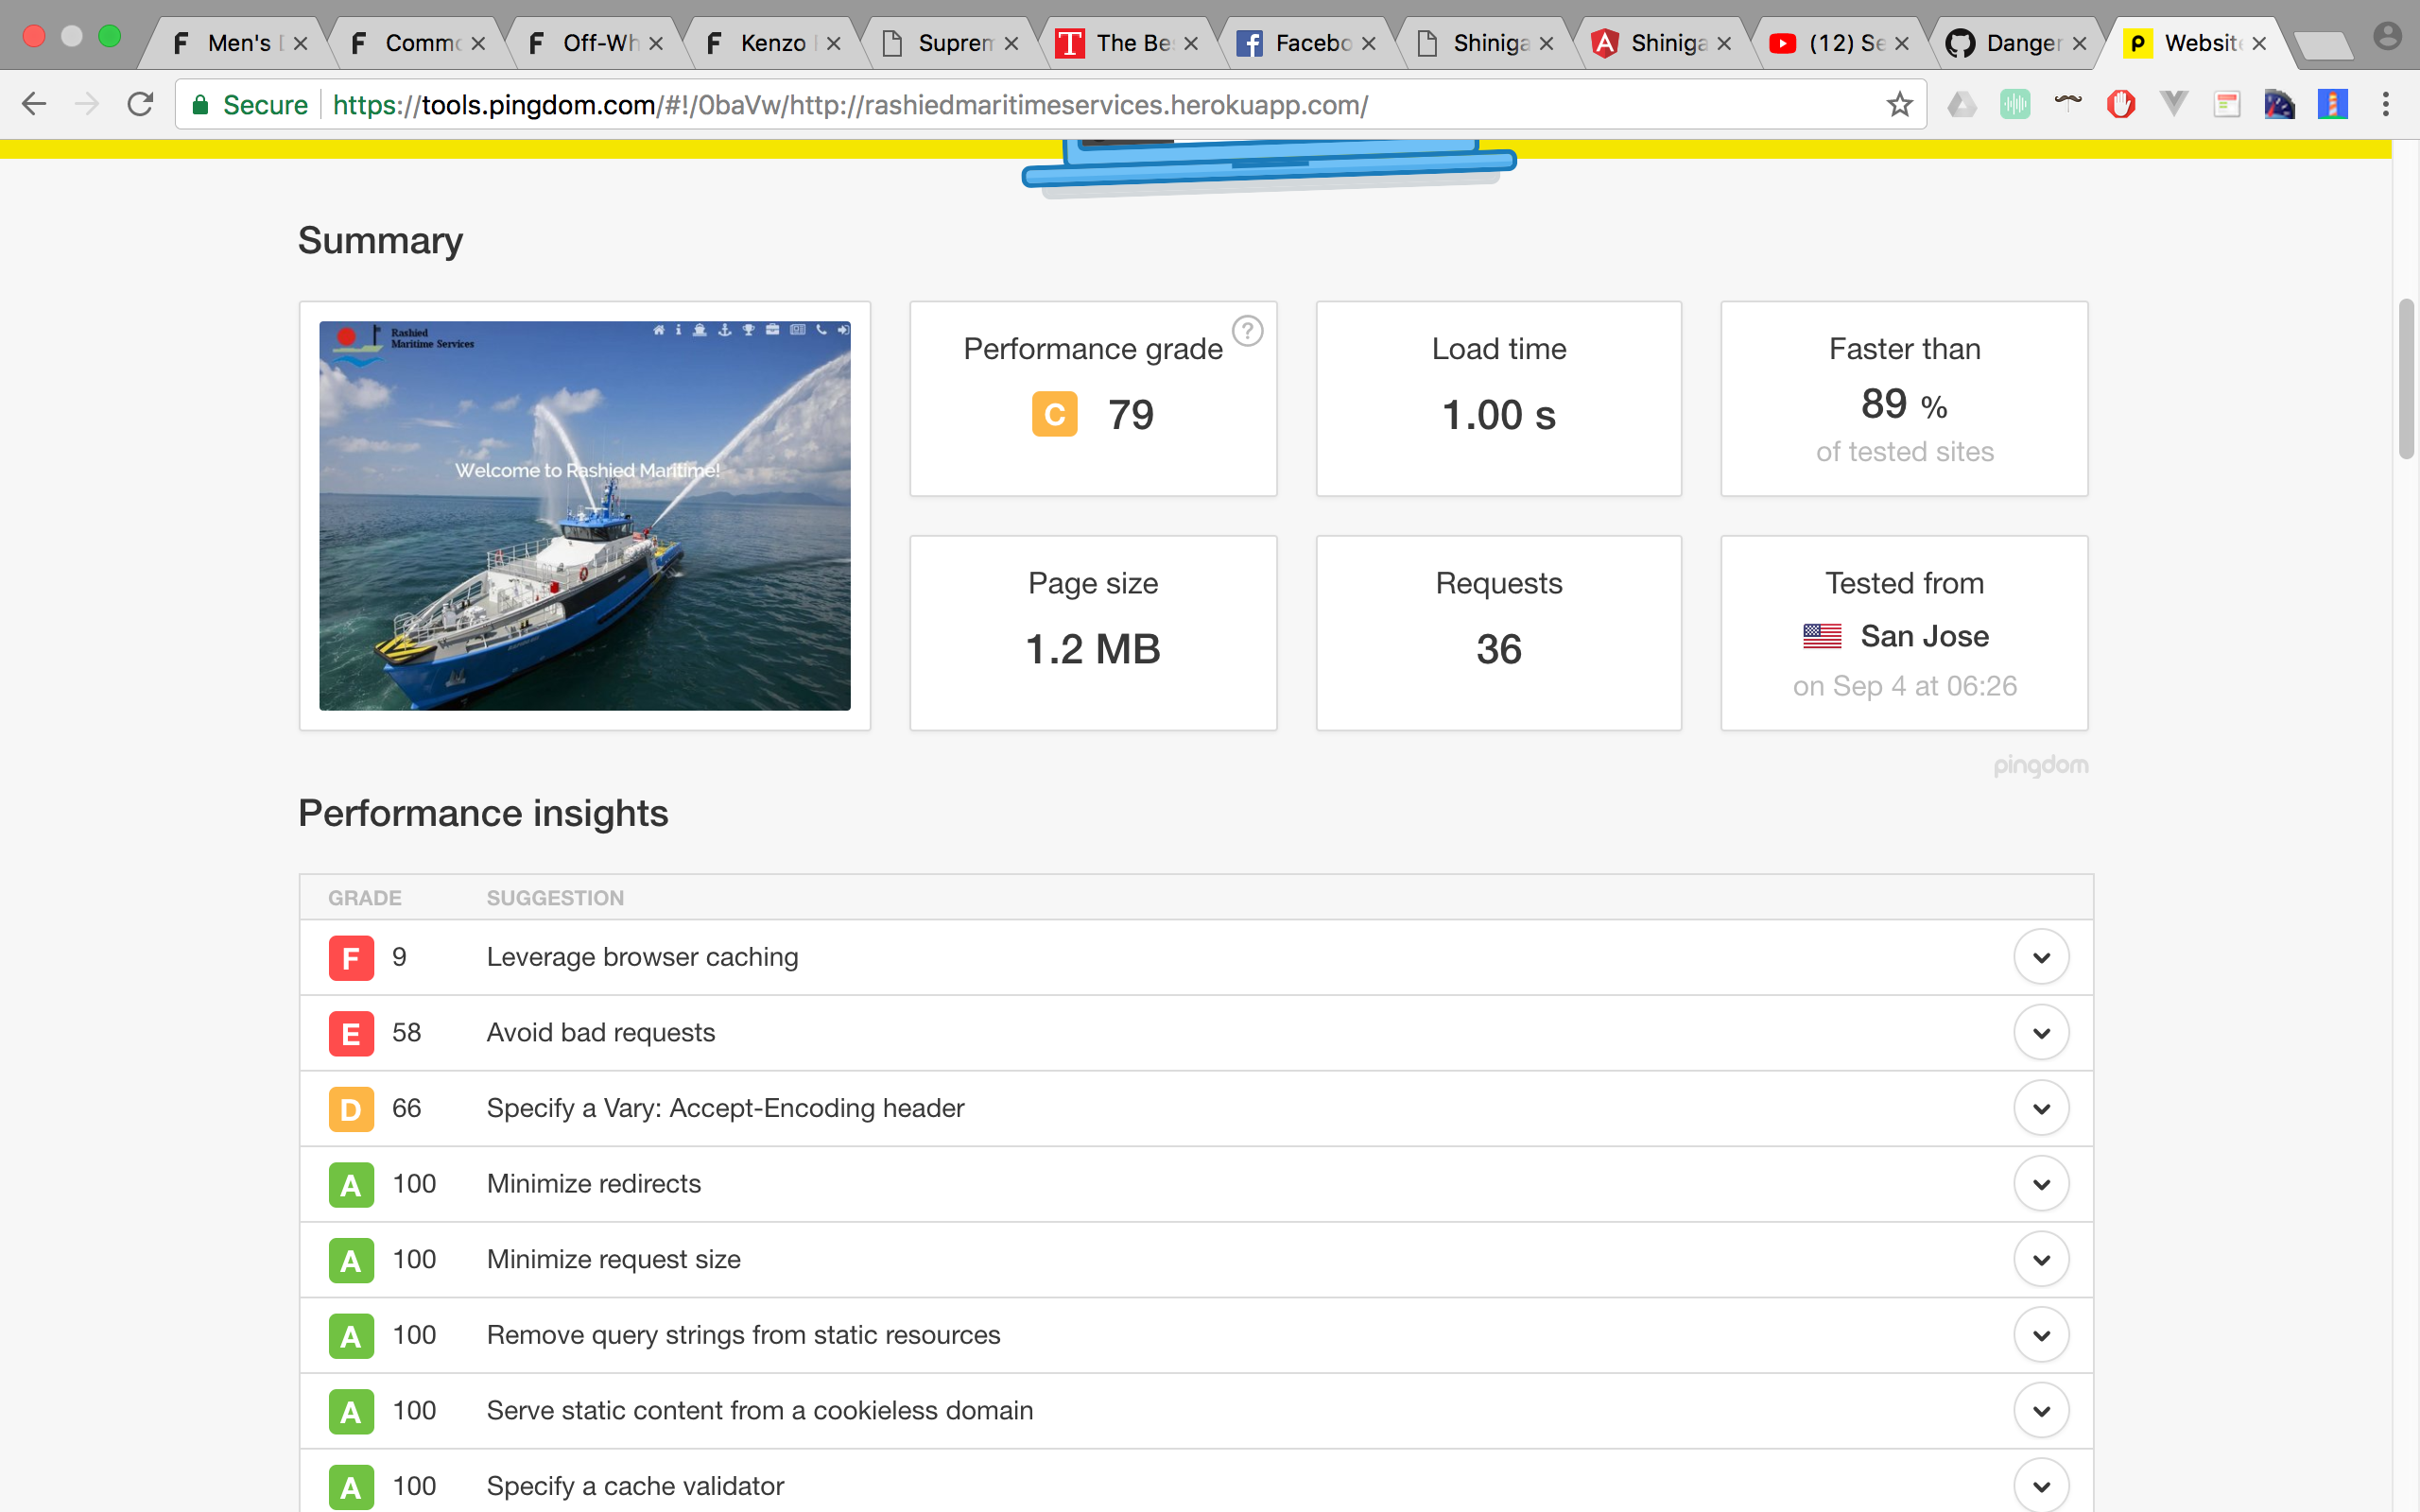 Men's
Commo
Off-Wh
Kenzo
Suprem
The Be
Facebo
Shiniga
Shiniga
(12) Se
Danger
Website
Secure
https://tools.pingdom.com/#!/0baVw/http://rashiedmaritimeservices.herokuapp.com/
Summary
Rashied
Maritime Services
Welcome to Rashied Maritime!
Performance grade
?
C 79
Load time
1.00 s
Faster than
89 %
of tested sites
Page size
1.2 MB
Requests
36
Tested from
San Jose
on Sep 4 at 06:26
pingdom
Performance insights
GRADE SUGGESTION
F 9 Leverage browser caching
E 58 Avoid bad requests
D 66 Specify a Vary: Accept-Encoding header
A 100 Minimize redirects
A 100 Minimize request size
A 100 Remove query strings from static resources
A 100 Serve static content from a cookieless domain
A 100 Specify a cache validator